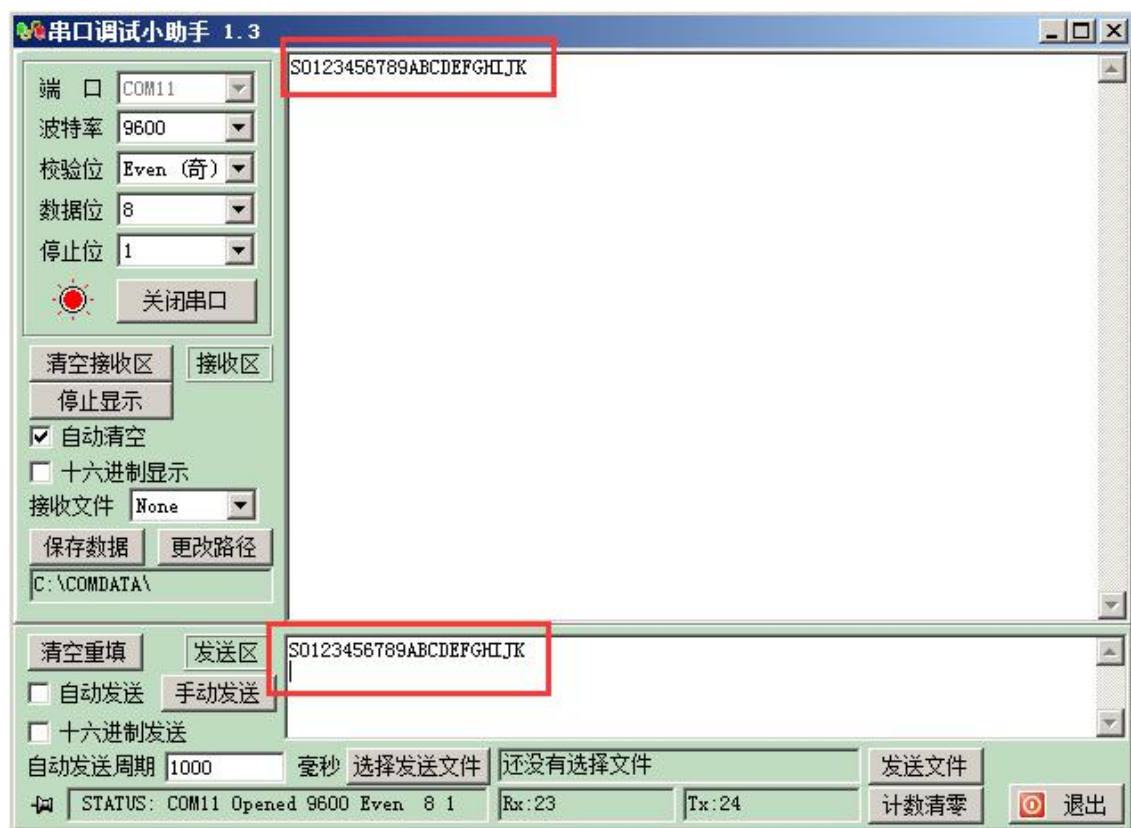 串口调试小助手 1.3
端 口 COM11
波特率 9600
校验位 Even (奇)
数据位 8
停止位 1
关闭串口
清空接收区 接收区
停止显示
自动清空
十六进制显示
接收文件 None
保存数据 更改路径
C:\COMDATA\
S0123456789ABCDEFGHIJK
清空重填 发送区
自动发送 手动发送
十六进制发送
S0123456789ABCDEFGHIJK
自动发送周期 1000 毫秒 选择发送文件 还没有选择文件 发送文件
STATUS: COM11 Opened 9600 Even 8 1 Rx:23 Tx:24 计数清零 退出